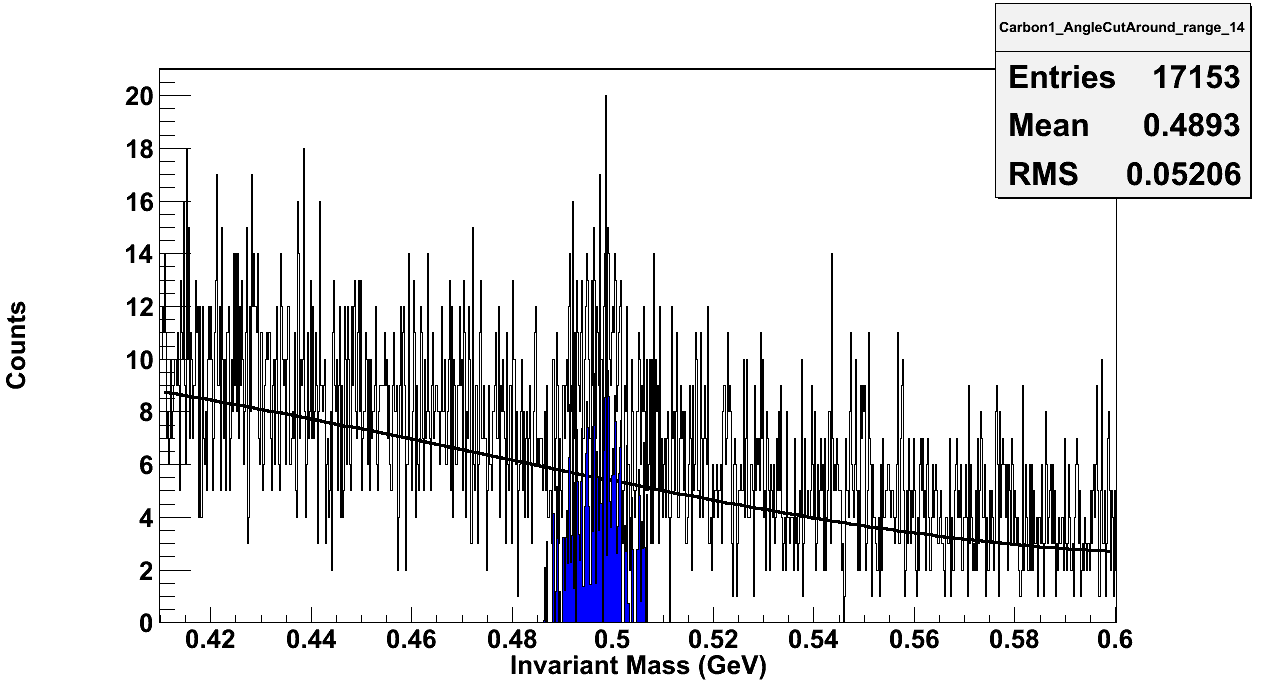 Carbon1_AngleCutAround_range_14
Entries 17153
Mean 0.4893
RMS 0.05206
20
18
16
14
12
10
8
6
4
2
0
Counts
0.42 0.44 0.46 0.48 0.5 0.52 0.54 0.56 0.58 0.6
Invariant Mass (GeV)